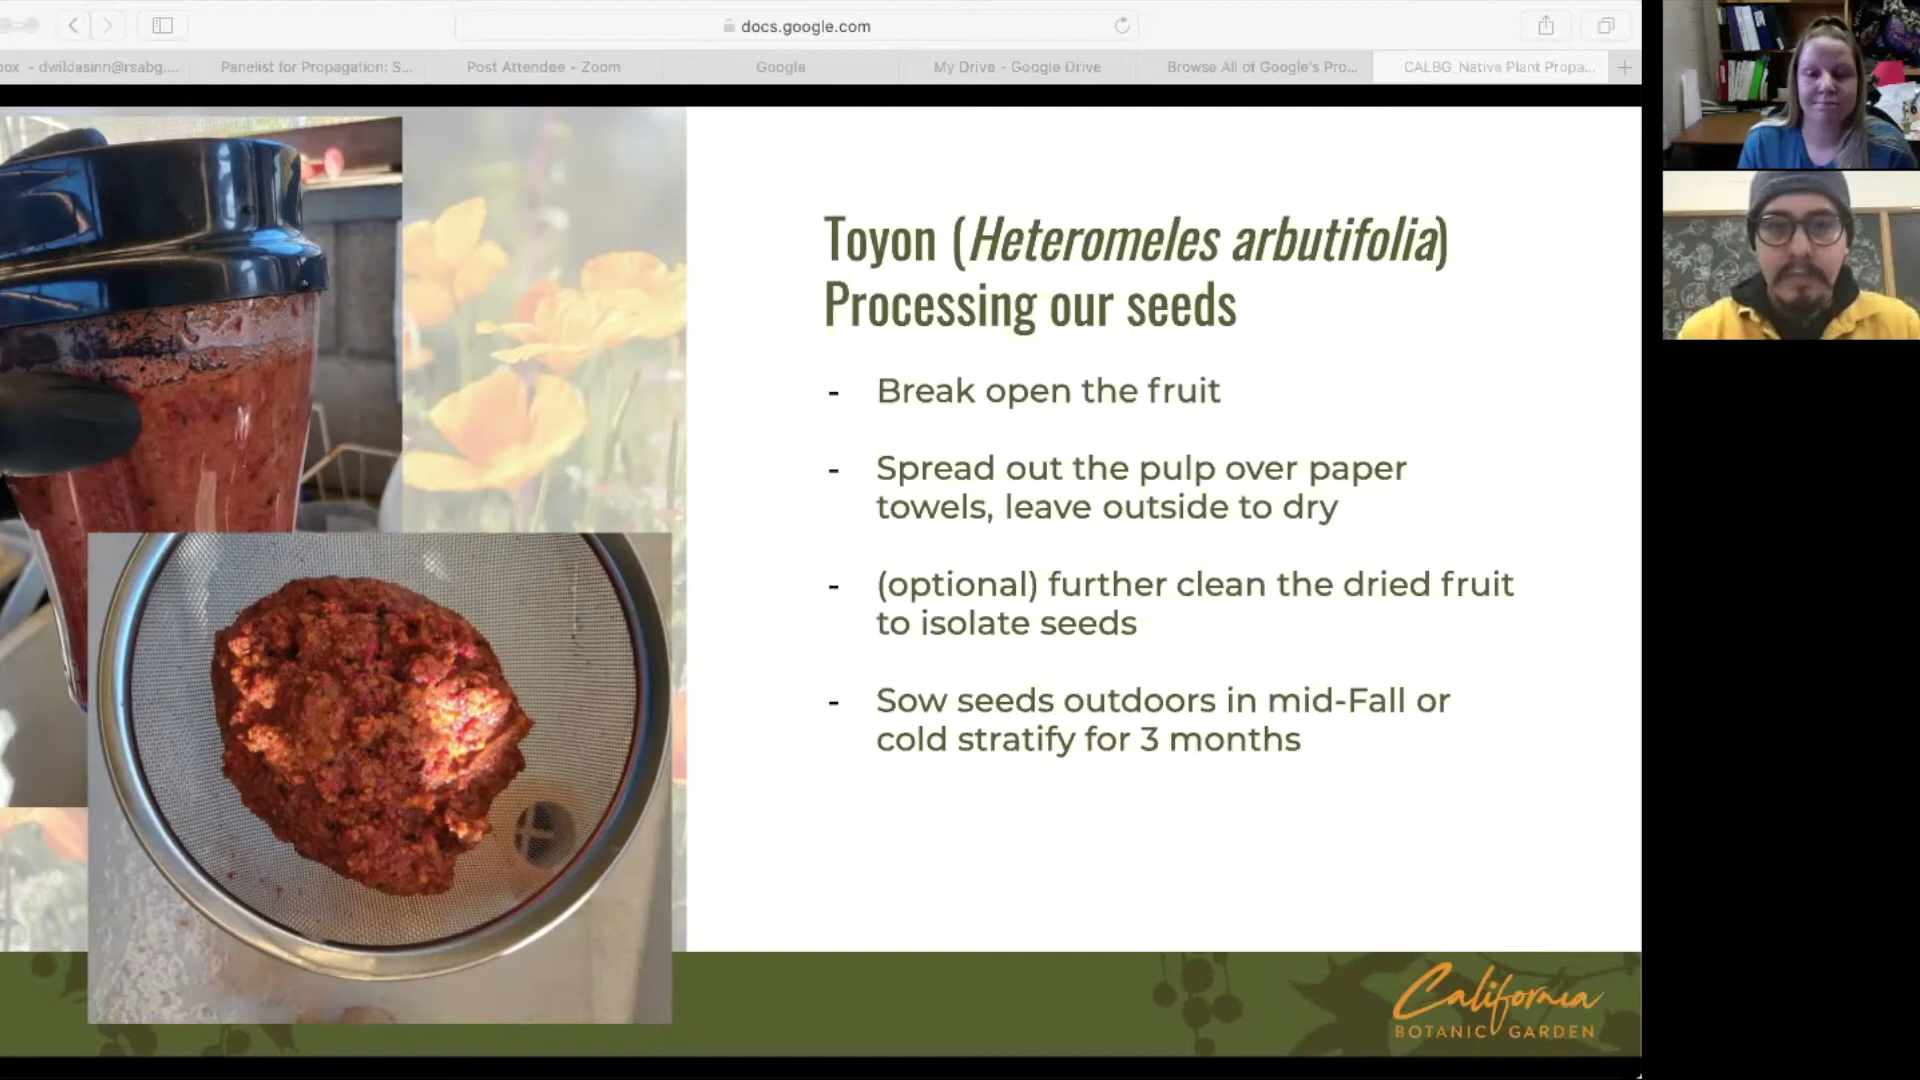 docs.google.com
ox - dwildasinn@rsabg....
Panelist for Propagation: S...
Post Attendee - Zoom
Google
My Drive - Google Drive
Browse All of Google's Pro...
CALBG_Native Plant Propa...
Toyon (Heteromeles arbutifolia)
Processing our seeds
- Break open the fruit
- Spread out the pulp over paper
towels, leave outside to dry
- (optional) further clean the dried fruit
to isolate seeds
- Sow seeds outdoors in mid-Fall or
cold stratify for 3 months
California
BOTANIC GARDEN